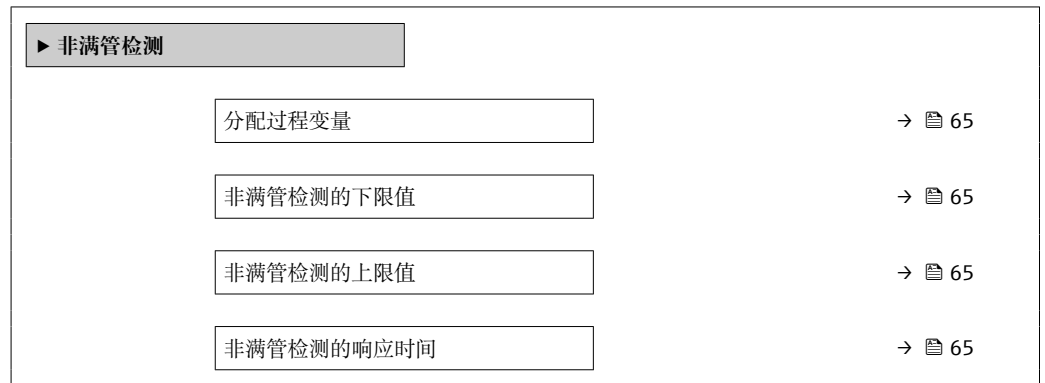 ▶ 非满管检测
分配过程变量 → 65
非满管检测的下限值 → 65
非满管检测的上限值 → 65
非满管检测的响应时间 → 65